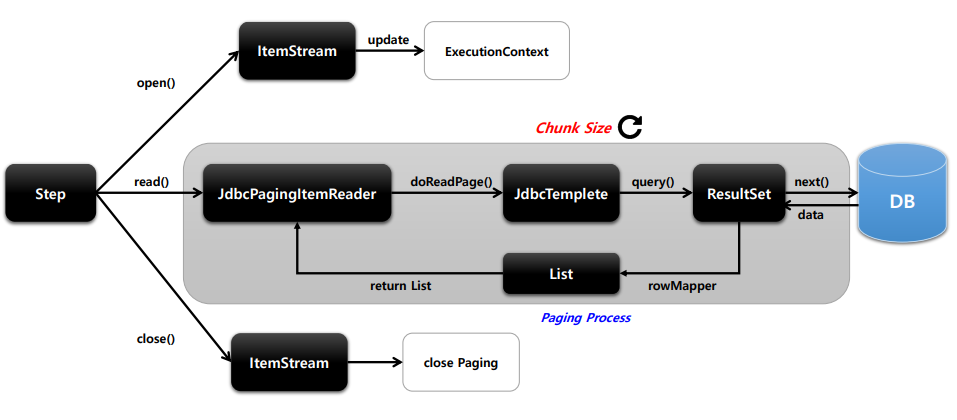 ItemStream
update
ExecutionContext
open()
Chunk Size
Step
read()
JdbcPagingItemReader
doReadPage()
JdbcTemplete
query()
ResultSet
next()
data
DB
return List
List
rowMapper
Paging Process
close()
ItemStream
close Paging